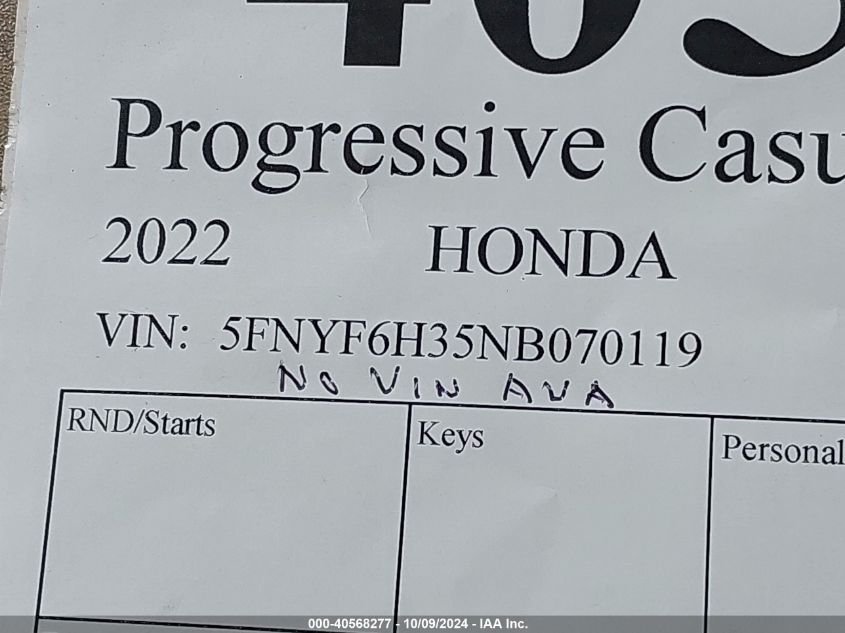 Progressive
2022 HONDA
VIN: 5FNYF6H35NB070119
NO VIN AVA
RND/Starts Keys Personal
000-40568277 - 10/09/2024 - IAA Inc.